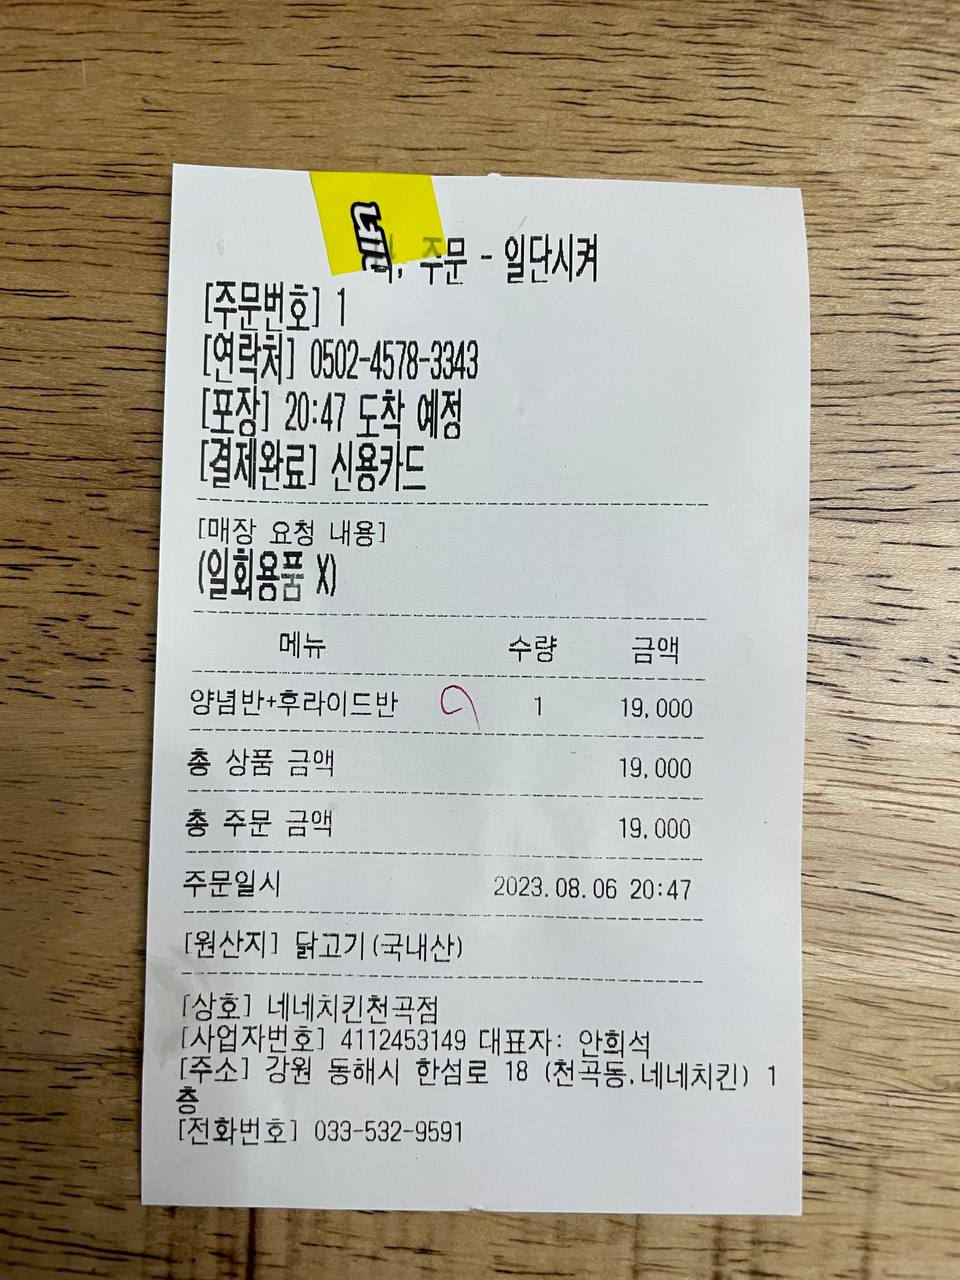 네네
주문 - 일단시켜
[주문번호] 1
[연락처] 0502-4578-3343
[포장] 20:47 도착 예정
[결제완료] 신용카드
[매장 요청 내용]
(일회용품 X)
메뉴 수량 금액
양념반+후라이드반 1 19,000
총 상품 금액 19,000
총 주문 금액 19,000
주문일시 2023.08.06 20:47
[원산지] 닭고기(국내산)
[상호] 네네치킨천곡점
[사업자번호] 4112453149 대표자: 안희석
[주소] 강원 동해시 한섬로 18 (천곡동,네네치킨) 1
층
[전화번호] 033-532-9591